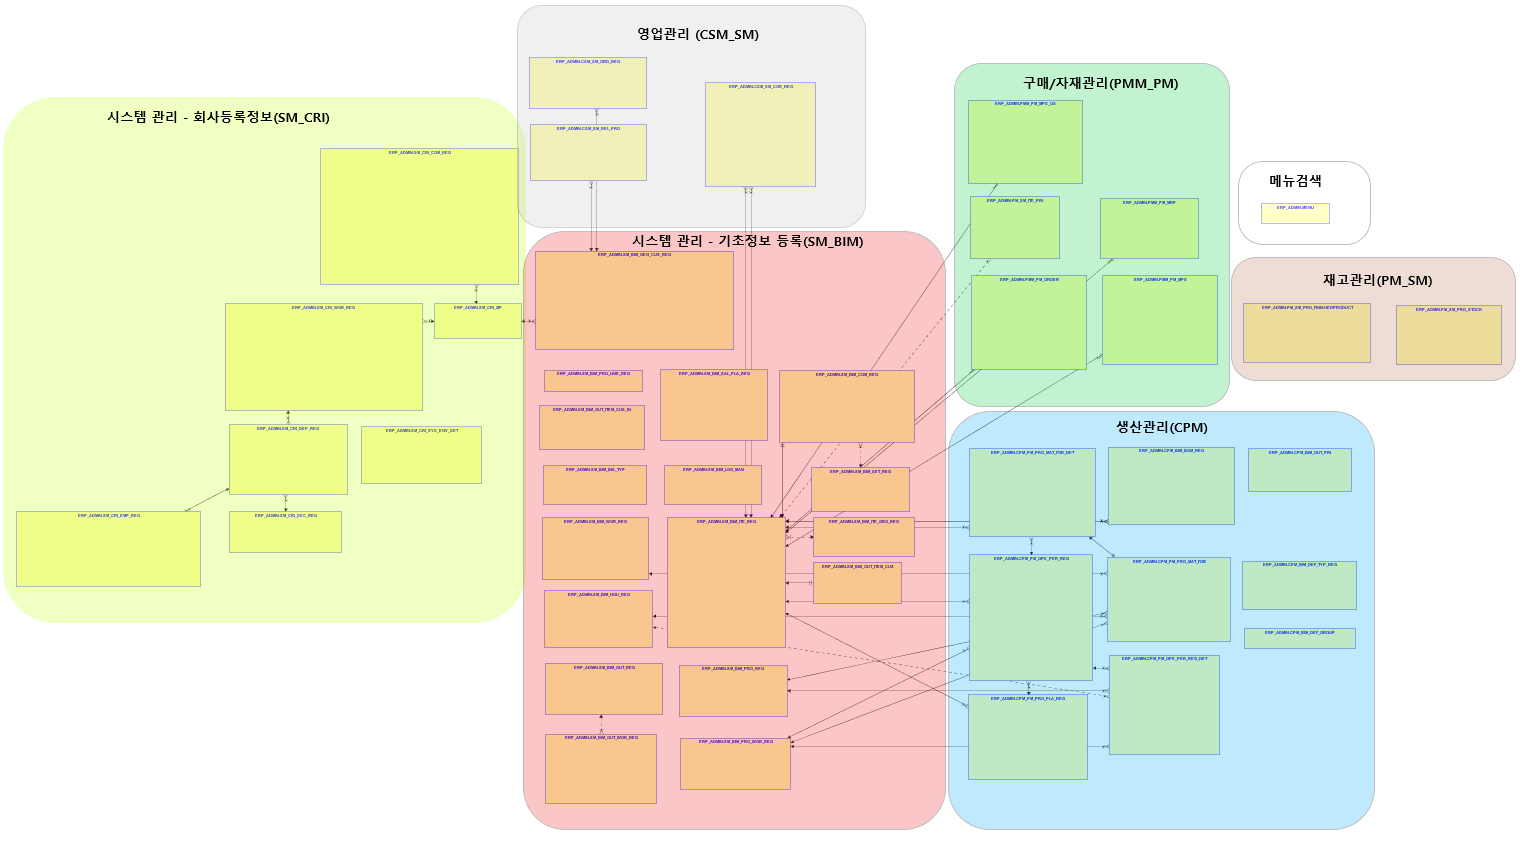 영업관리 (CSM_SM)
ERP_ADMIN.CSM_SM_ORD_REG
ERP_ADMIN.CSM_SM_COR_REG
ERP_ADMIN.CSM_SM_REL_PRO
시스템 관리 - 회사등록정보(SM_CRI)
ERP_ADMIN.SM_CRI_COM_REG
ERP_ADMIN.SM_CRI_WOR_REG
ERP_ADMIN.SM_CRI_ZIP
ERP_ADMIN.SM_CRI_DEP_REG
ERP_ADMIN.SM_CRI_SYS_ENV_SET
ERP_ADMIN.SM_CRI_EMP_REG
ERP_ADMIN.SM_CRI_SEC_REG
시스템 관리 - 기초정보 등록(SM_BIM)
ERP_ADMIN.SM_BIM_GEN_CUS_REG
ERP_ADMIN.SM_BIM_PRO_LINE_REG
ERP_ADMIN.SM_BIM_SAL_PLA_REG
ERP_ADMIN.SM_BIM_COM_REG
ERP_ADMIN.SM_BIM_OUT_ITEM_CUS_IN
ERP_ADMIN.SM_BIM_INS_TYP
ERP_ADMIN.SM_BIM_LOG_MAN
ERP_ADMIN.SM_BIM_SET_REG
ERP_ADMIN.SM_BIM_WOR_REG
ERP_ADMIN.SM_BIM_ITE_REG
ERP_ADMIN.SM_BIM_ITE_GRO_REG
ERP_ADMIN.SM_BIM_OUT_ITEM_CUS
ERP_ADMIN.SM_BIM_HOU_REG
ERP_ADMIN.SM_BIM_OUT_REG
ERP_ADMIN.SM_BIM_PRO_REG
ERP_ADMIN.SM_BIM_OUT_WOR_REG
ERP_ADMIN.SM_BIM_PRO_WOR_REG
구매/자재관리(PMM_PM)
ERP_ADMIN.PMM_PM_MPS_DS
ERP_ADMIN.PM_SM_ITE_PRI
ERP_ADMIN.PMM_PM_MRP
ERP_ADMIN.PMM_PM_ORDER
ERP_ADMIN.PMM_PM_MPS
메뉴검색
ERP_ADMIN.MENU
재고관리(PM_SM)
ERP_ADMIN.PM_SM_PRO_FINISHEDPRODUCT
ERP_ADMIN.PM_SM_PRO_STOCK
생산관리(CPM)
ERP_ADMIN.CPM_PM_PRO_MAT_FOR_DET
ERP_ADMIN.CPM_BIM_BOM_REG
ERP_ADMIN.CPM_BIM_OUT_PRI
ERP_ADMIN.CPM_PM_OPE_PER_REG
ERP_ADMIN.CPM_PM_PRO_MAT_FOR
ERP_ADMIN.CPM_BIM_DEF_TYP_REG
ERP_ADMIN.CPM_BIM_DEF_GROUP
ERP_ADMIN.CPM_PM_OPE_PER_REG_DET
ERP_ADMIN.CPM_PM_PRO_PLA_REG